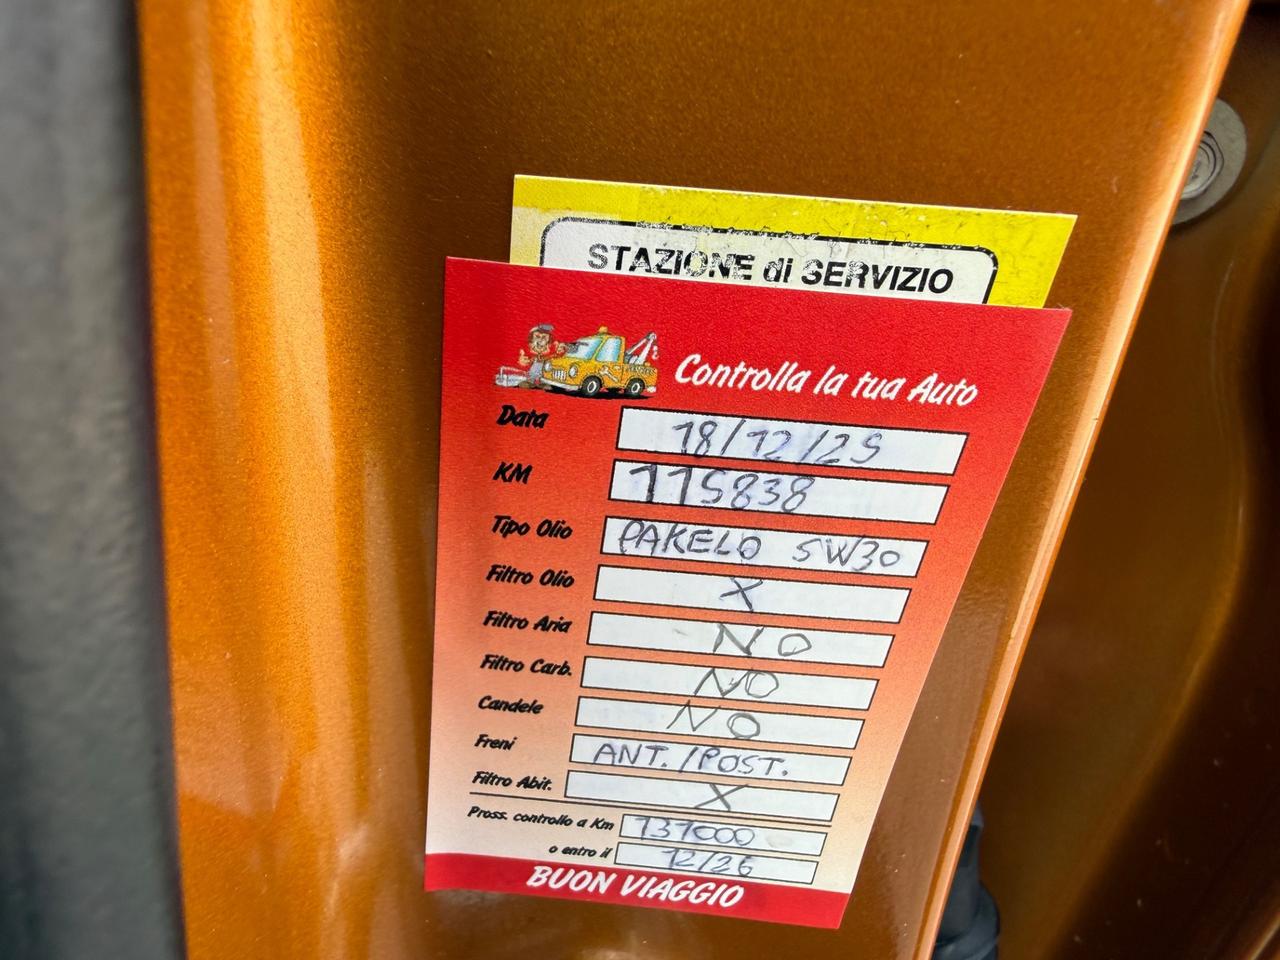 STAZIONE di SERVIZIO
Controlla la tua Auto
Data 18/12/25
KM 115838
Tipo Olio PAKELO 5W30
Filtro Olio X
Filtro Aria NO
Filtro Carb. NO
Candele NO
Freni ANT./POST.
Filtro Abit. X
Pross. controllo a Km 131000
o entro il 12/26
BUON VIAGGIO